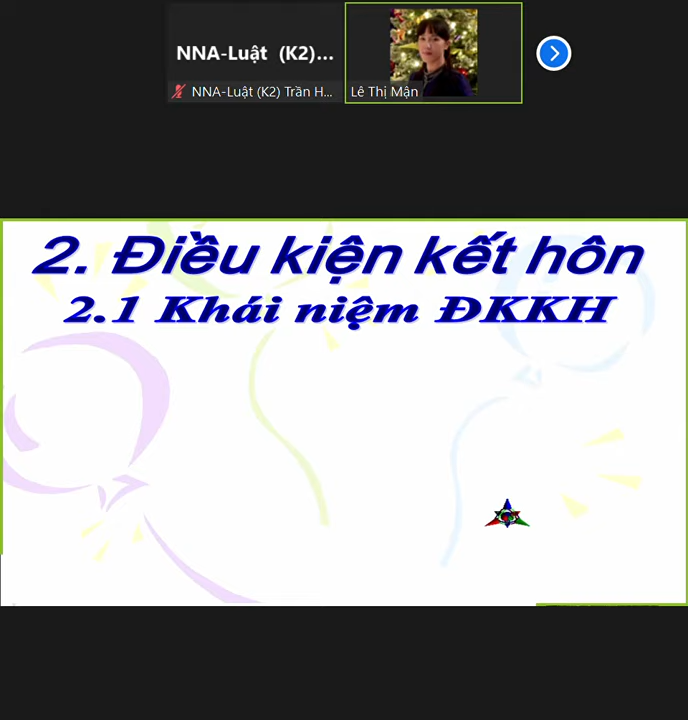 NNA-Luật (K2)...
NNA-Luật (K2) Trần H...
Lê Thị Mận
2. Điều kiện kết hôn
2.1 Khái niệm ĐKKH